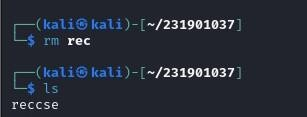 ┌──(kali㉿kali)-[~/231901037]
└─$ rm rec
┌──(kali㉿kali)-[~/231901037]
└─$ ls
reccse